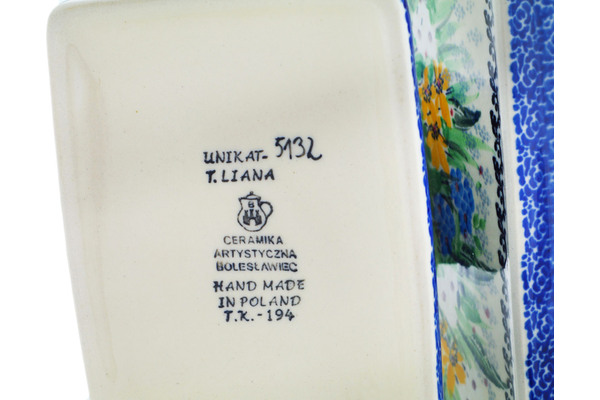 UNIKAT-5132
T. LIANA
CERAMIKA
ARTYSTYCZNA
BOLESŁAWIEC
HAND MADE
IN POLAND
T.K.-194